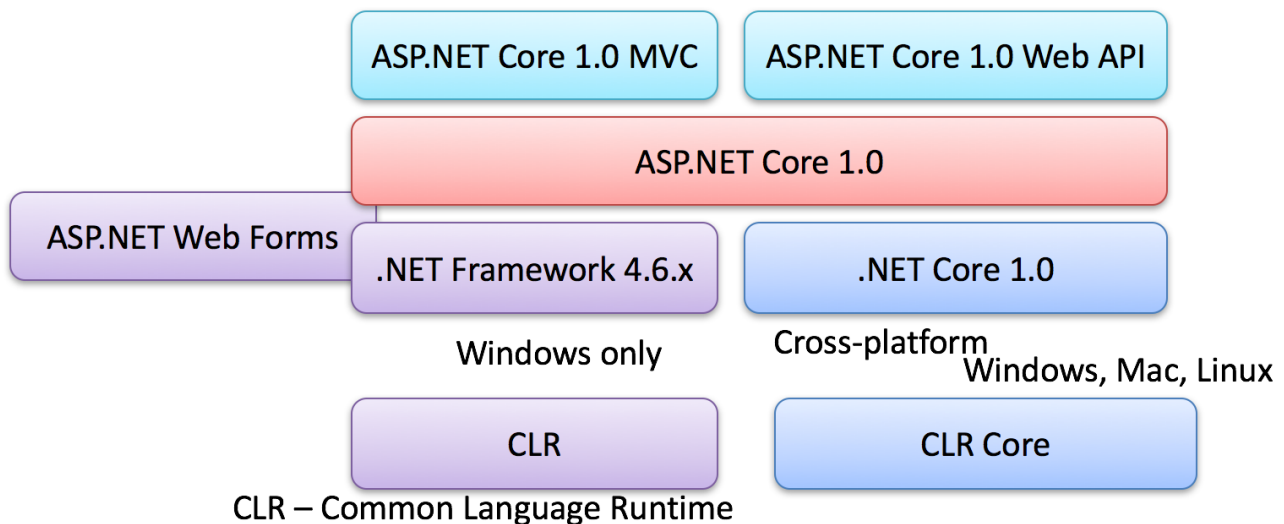 ASP.NET Core 1.0 MVC
ASP.NET Core 1.0 Web API
ASP.NET Core 1.0
ASP.NET Web Forms
.NET Framework 4.6.x
.NET Core 1.0
Windows only
Cross-platform
Windows, Mac, Linux
CLR
CLR Core
CLR – Common Language Runtime